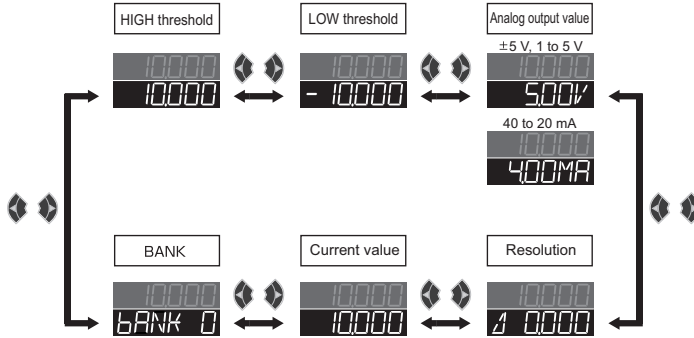 HIGH threshold
LOW threshold
Analog output value
±5 V, 1 to 5 V
10.000
10.000
10.000
10.000
- 10.000
5.00V
40 to 20 mA
10.000
4.00MA
BANK
Current value
Resolution
10.000
10.000
10.000
bANK 0
10.000
Δ 0.000